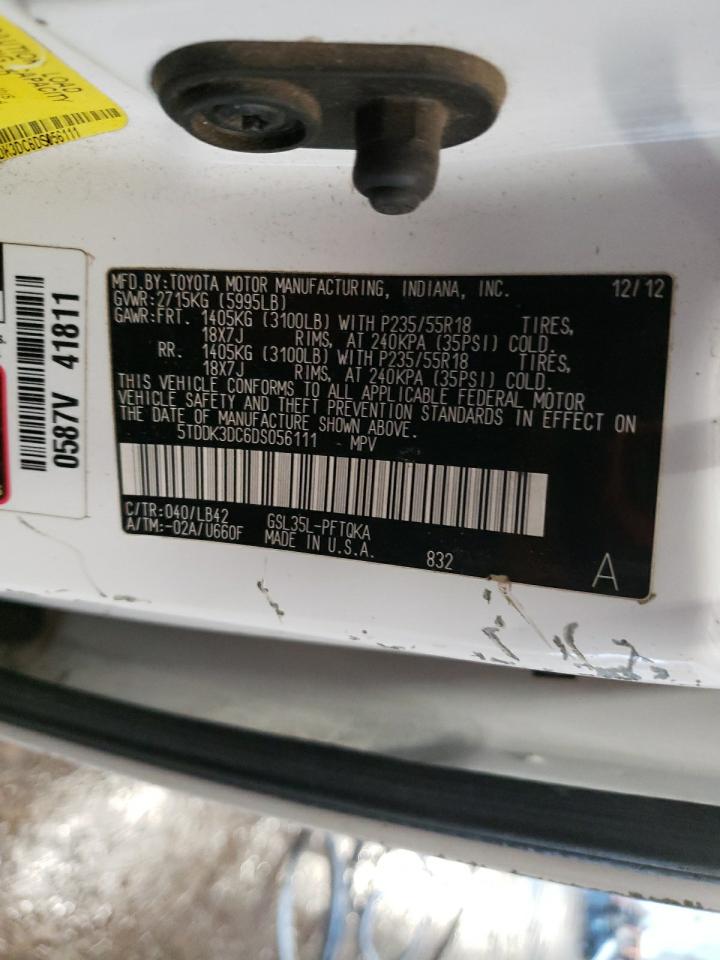 LOAD
CAPACITY
DK3DC6DS056111
0587V 41811
MFD.BY:TOYOTA MOTOR MANUFACTURING, INDIANA, INC. 12/12
GVWR:2715KG (5995LB)
GAWR:FRT. 1405KG (3100LB) WITH P235/55R18 TIRES,
18X7J RIMS, AT 240KPA (35PSI) COLD.
RR. 1405KG (3100LB) WITH P235/55R18 TIRES,
18X7J RIMS, AT 240KPA (35PSI) COLD.
THIS VEHICLE CONFORMS TO ALL APPLICABLE FEDERAL MOTOR
VEHICLE SAFETY AND THEFT PREVENTION STANDARDS IN EFFECT ON
THE DATE OF MANUFACTURE SHOWN ABOVE.
5TDDK3DC6DS056111 MPV
C/TR:040/LB42 GSL35L-PFTQKA
A/TM:-02A/U660F MADE IN U.S.A. 832
A